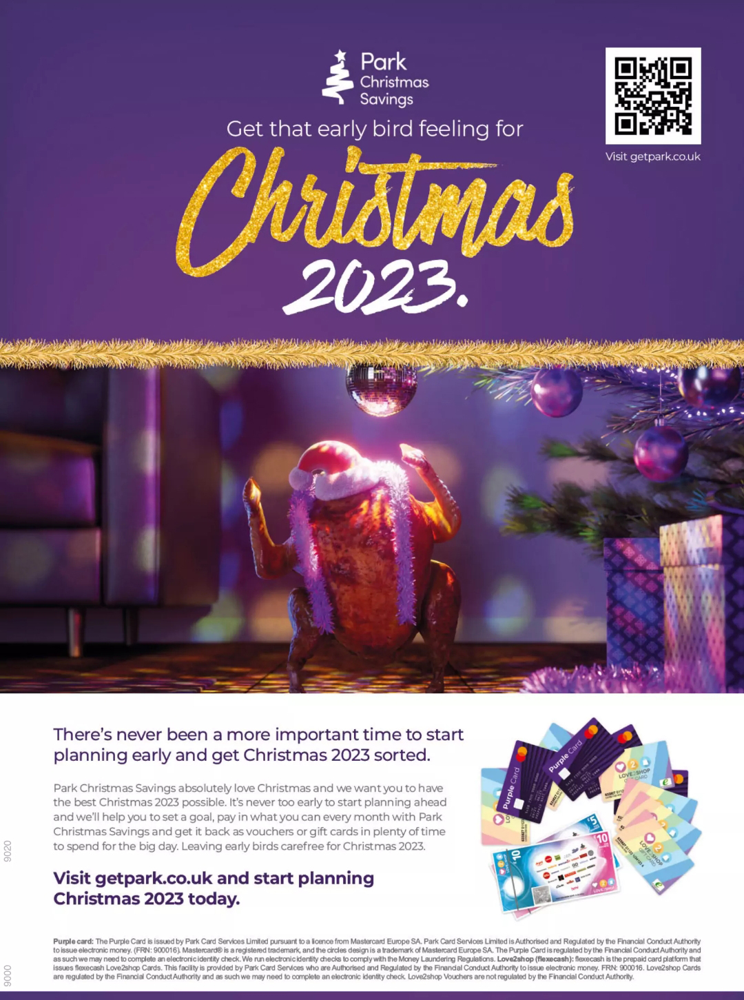 Park
Christmas
Savings
Get that early bird feeling for
Christmas
2023.
Visit getpark.co.uk
There's never been a more important time to start
planning early and get Christmas 2023 sorted.
Park Christmas Savings absolutely love Christmas and we want you to have
the best Christmas 2023 possible. It's never too early to start planning ahead
and we'll help you to set a goal, pay in what you can every month with Park
Christmas Savings and get it back as vouchers or gift cards in plenty of time
to spend for the big day. Leaving early birds carefree for Christmas 2023.
Visit getpark.co.uk and start planning
Christmas 2023 today.
Purple Card
Purple Card
LOVE2SHOP
GIFT CARD
LOVE2SHOP
GIFT CARD
£5
£10
£10
LOVE2SHOP
9020
9000
Purple card: The Purple Card is issued by Park Card Services Limited pursuant to a licence from Mastercard Europe SA. Park Card Services Limited is Authorised and Regulated by the Financial Conduct Authority
to issue electronic money. (FRN: 900016). Mastercard® is a registered trademark, and the circles design is a trademark of Mastercard Europe SA. The Purple Card is regulated by the Financial Conduct Authority and
as such we may need to complete an electronic identity check. We run electronic identity checks to comply with the Money Laundering Regulations. Love2shop (flexecash): flexecash is the prepaid card platform that
issues flexecash Love2shop Cards. This facility is provided by Park Card Services who are Authorised and Regulated by the Financial Conduct Authority to issue electronic money. FRN: 900016. Love2shop Cards
are regulated by the Financial Conduct Authority and as such we may need to complete an electronic identity check. Love2shop Vouchers are not regulated by the Financial Conduct Authority.